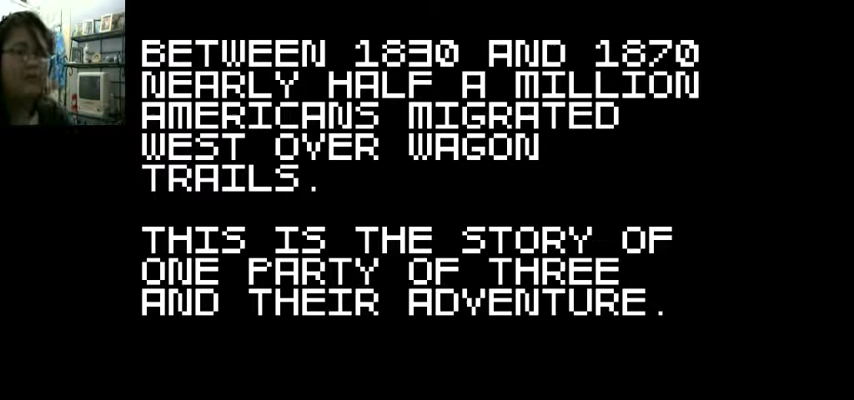 BETWEEN 1830 AND 1870
NEARLY HALF A MILLION
AMERICANS MIGRATED
WEST OVER WAGON
TRAILS.
THIS IS THE STORY OF
ONE PARTY OF THREE
AND THEIR ADVENTURE.